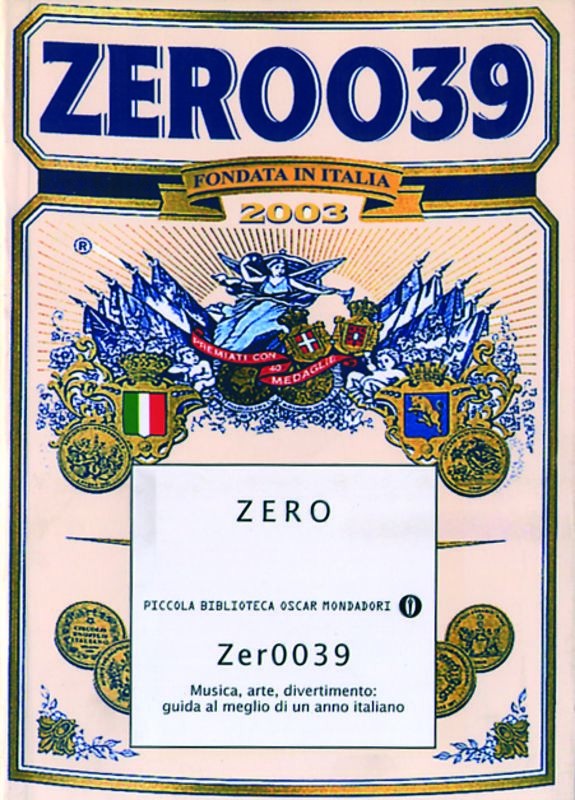 ZERO039
FONDATA IN ITALIA
2003
®
PREMIATI CON
40
MEDAGLIE
ZERO
PICCOLA BIBLIOTECA OSCAR MONDADORI
Zer0039
Musica, arte, divertimento:
guida al meglio di un anno italiano